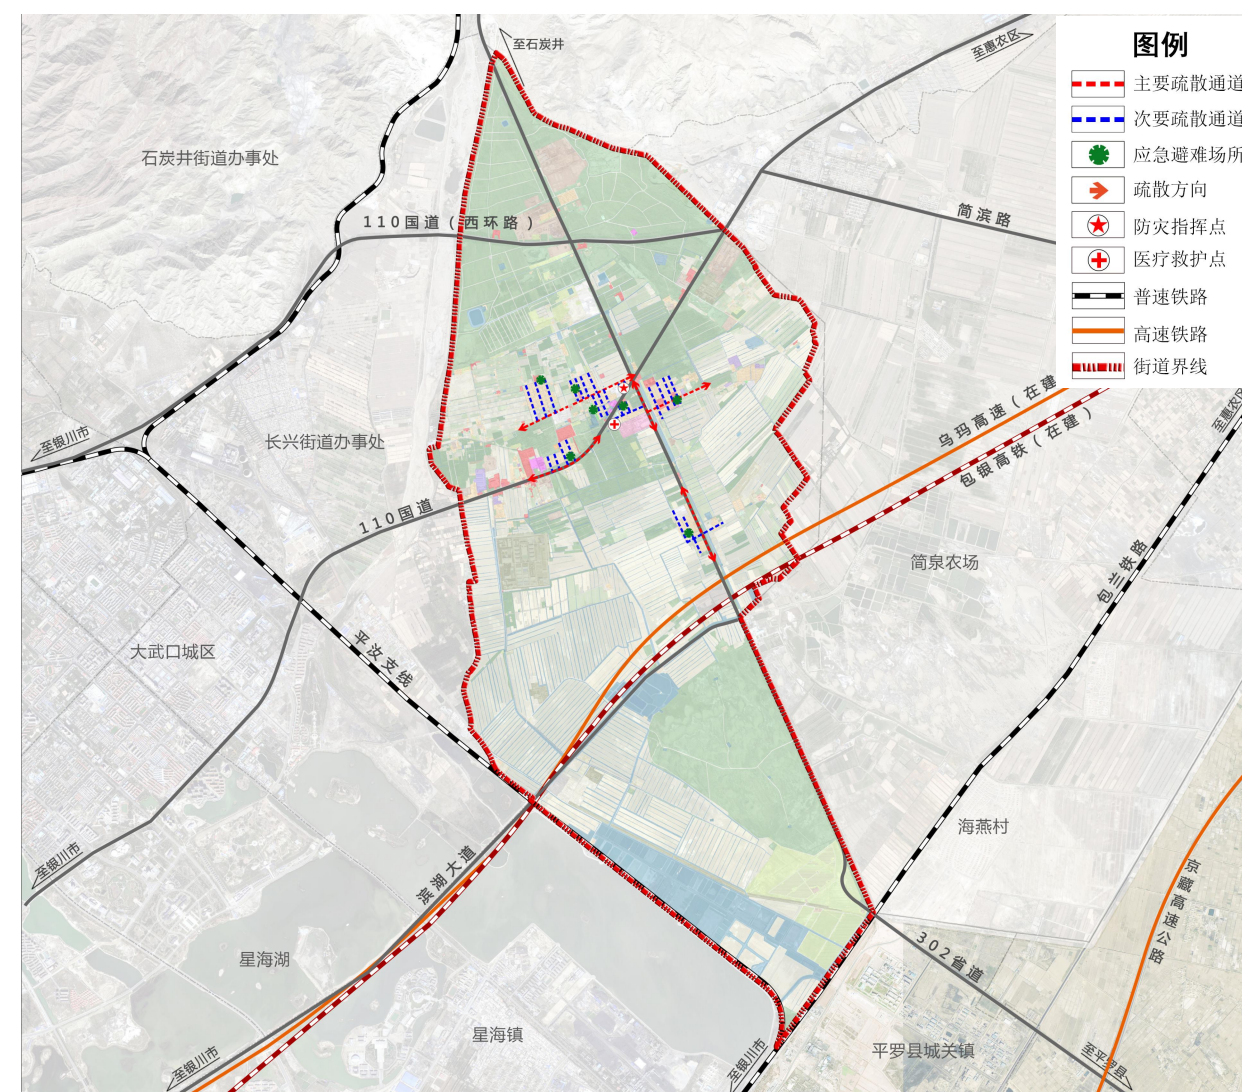 图例
主要疏散通道
次要疏散通道
应急避难场所
疏散方向
防灾指挥点
医疗救护点
普速铁路
高速铁路
街道界线
至石炭井
至惠农区
石炭井街道办事处
110国道（西环路）
简滨路
至银川市
长兴街道办事处
110国道
乌玛高速（在建
包银高铁（在建）
至惠农区
简泉农场
包兰铁路
大武口城区
平汝支线
海燕村
至银川市
滨湖大道
京藏高速公路
星海湖
302省道
星海镇
平罗县城关镇
至银川市
至银川市
至平罗县